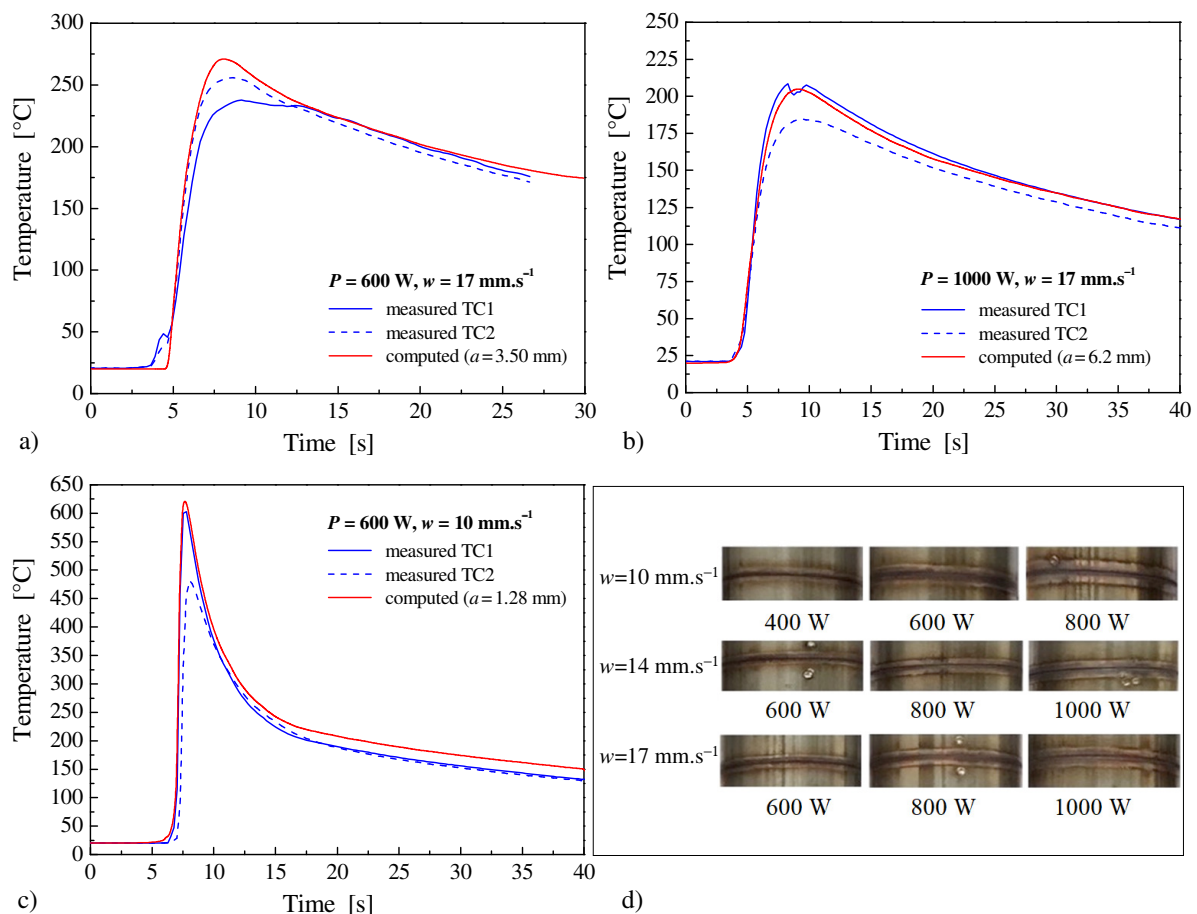 300
250
200
150
100
50
0
0 5 10 15 20 25 30
Temperature [°C]
Time [s]
P = 600 W, w = 17 mm.s⁻¹
measured TC1
measured TC2
computed (a = 3.50 mm)
a)
250
225
200
175
150
125
100
75
50
25
0
0 5 10 15 20 25 30 35 40
Temperature [°C]
Time [s]
P = 1000 W, w = 17 mm.s⁻¹
measured TC1
measured TC2
computed (a = 6.2 mm)
b)
650
600
550
500
450
400
350
300
250
200
150
100
50
0
0 5 10 15 20 25 30 35 40
Temperature [°C]
Time [s]
P = 600 W, w = 10 mm.s⁻¹
measured TC1
measured TC2
computed (a = 1.28 mm)
c)
w=10 mm.s⁻¹
400 W 600 W 800 W
w=14 mm.s⁻¹
600 W 800 W 1000 W
w=17 mm.s⁻¹
600 W 800 W 1000 W
d)